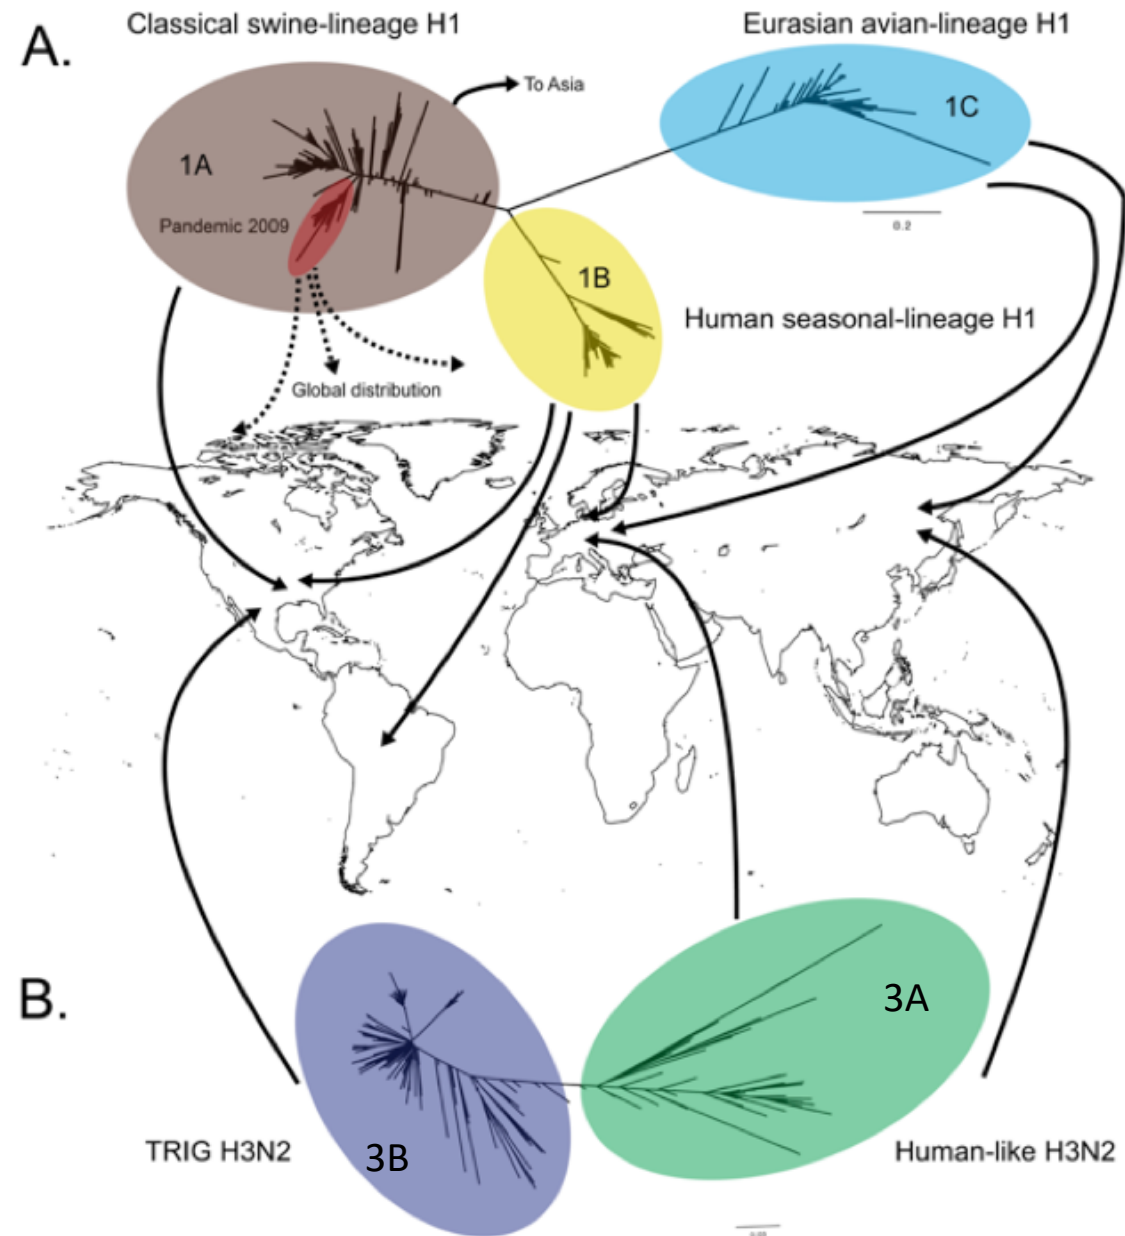 A.
Classical swine-lineage H1
Eurasian avian-lineage H1
To Asia
1A
1C
Pandemic 2009
0.2
1B
Human seasonal-lineage H1
Global distribution
B.
3A
TRIG H3N2
3B
Human-like H3N2